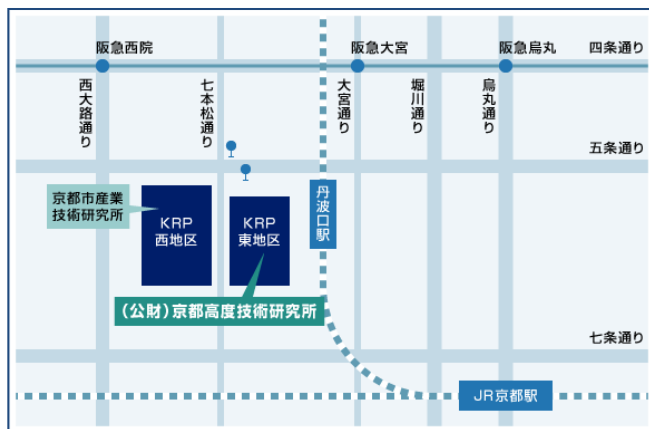 阪急西院
阪急大宮
阪急烏丸
四条通り
西大路通り
七本松通り
大宮通り
堀川通り
烏丸通り
五条通り
京都市産業
技術研究所
KRP
西地区
KRP
東地区
丹波口駅
(公財)京都高度技術研究所
七条通り
JR京都駅